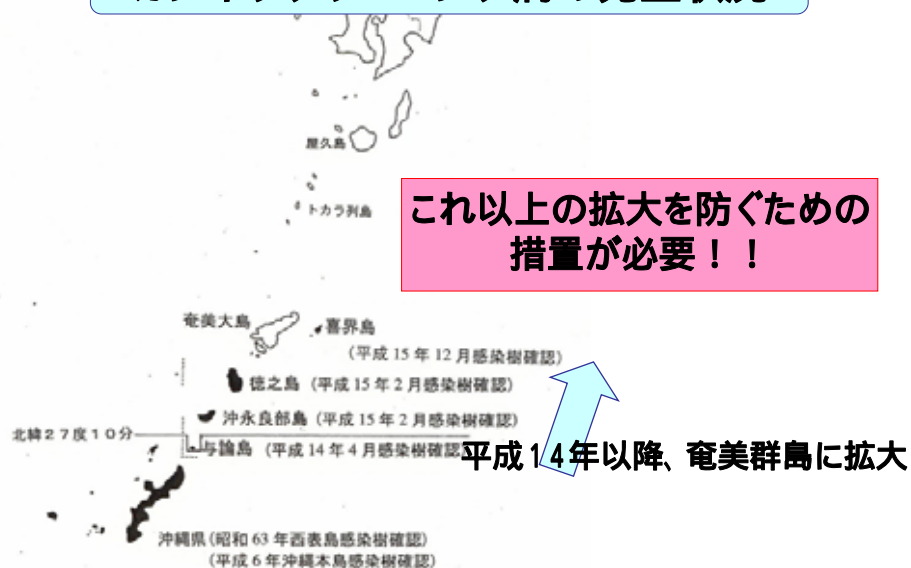 屋久島
トカラ列島
これ以上の拡大を防ぐための
措置が必要!!
奄美大島
喜界島
(平成15年12月感染樹確認)
徳之島(平成15年2月感染樹確認)
沖永良部島(平成15年2月感染樹確認)
北緯27度10分
与論島(平成14年4月感染樹確認)
平成14年以降、奄美群島に拡大
沖縄県(昭和63年西表島感染樹確認)
(平成6年沖縄本島感染樹確認)